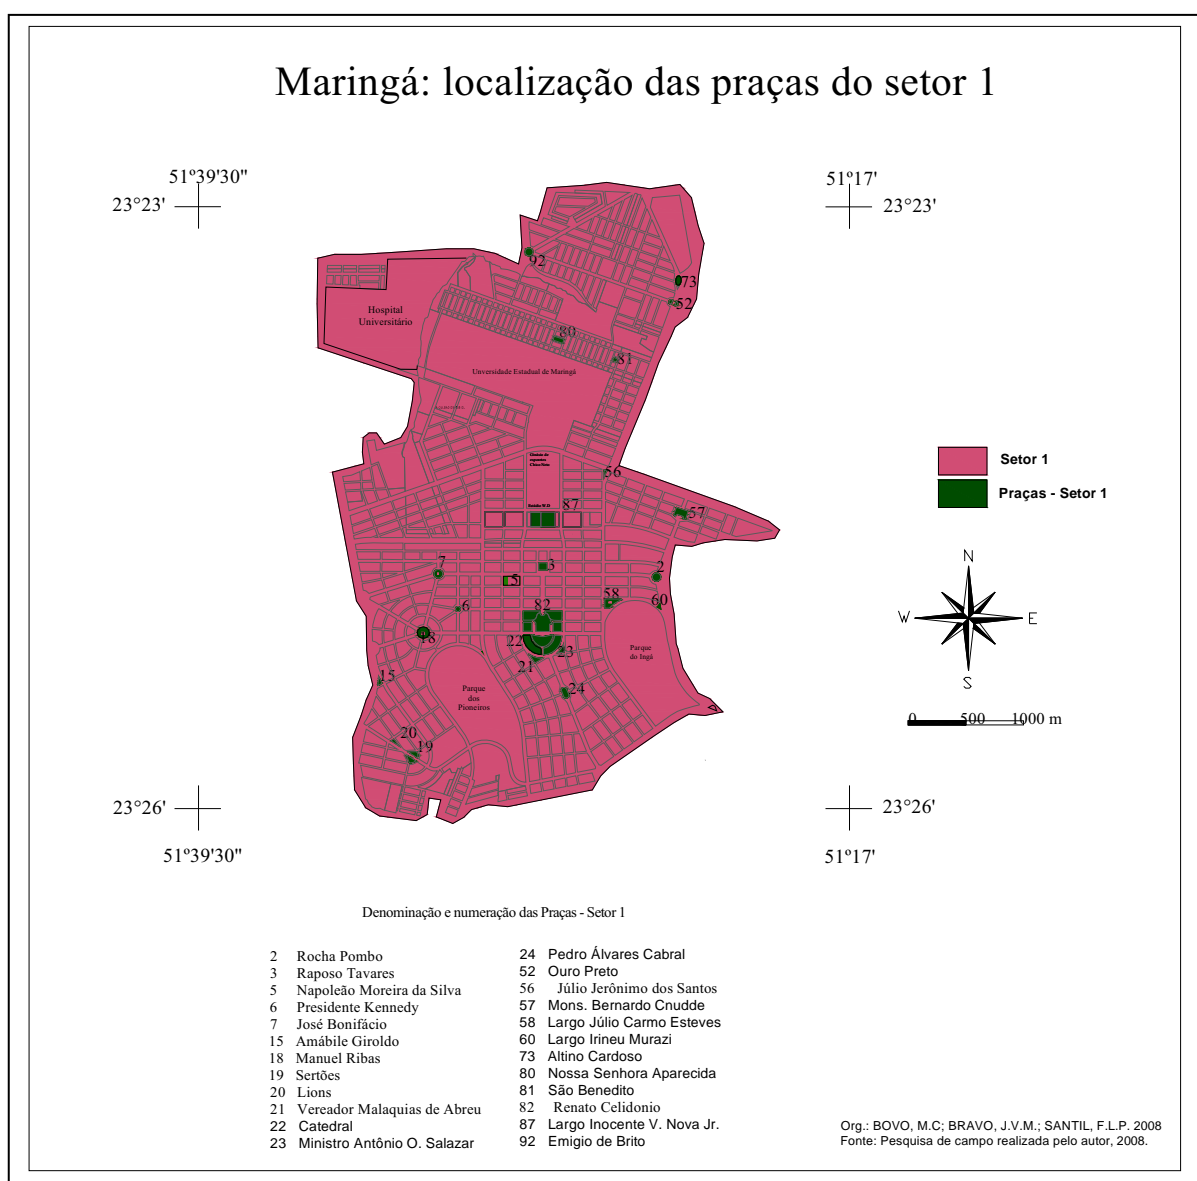 Maringá: localização das praças do setor 1
51º39'30"
51º17'
23°23'
23°23'
92
73
52
Hospital
Universitário
80
81
Unversidade Estadual de Maringá
56
87
57
Setor 1
Praças - Setor 1
7
3
5
2
6
58
60
82
18
22
23
21
Parque
do Ingá
15
24
Parque
dos
Pioneiros
20
19
N
W
E
S
0 500 1000 m
23°26'
23°26'
51º39'30"
51º17'
Denominação e numeração das Praças - Setor 1
2 Rocha Pombo
3 Raposo Tavares
5 Napoleão Moreira da Silva
6 Presidente Kennedy
7 José Bonifácio
15 Amábile Giroldo
18 Manuel Ribas
19 Sertões
20 Lions
21 Vereador Malaquias de Abreu
22 Catedral
23 Ministro Antônio O. Salazar
24 Pedro Álvares Cabral
52 Ouro Preto
56 Júlio Jerônimo dos Santos
57 Mons. Bernardo Cnudde
58 Largo Júlio Carmo Esteves
60 Largo Irineu Murazi
73 Altino Cardoso
80 Nossa Senhora Aparecida
81 São Benedito
82 Renato Celidonio
87 Largo Inocente V. Nova Jr.
92 Emigio de Brito
Org.: BOVO, M.C; BRAVO, J.V.M.; SANTIL, F.L.P. 2008
Fonte: Pesquisa de campo realizada pelo autor, 2008.